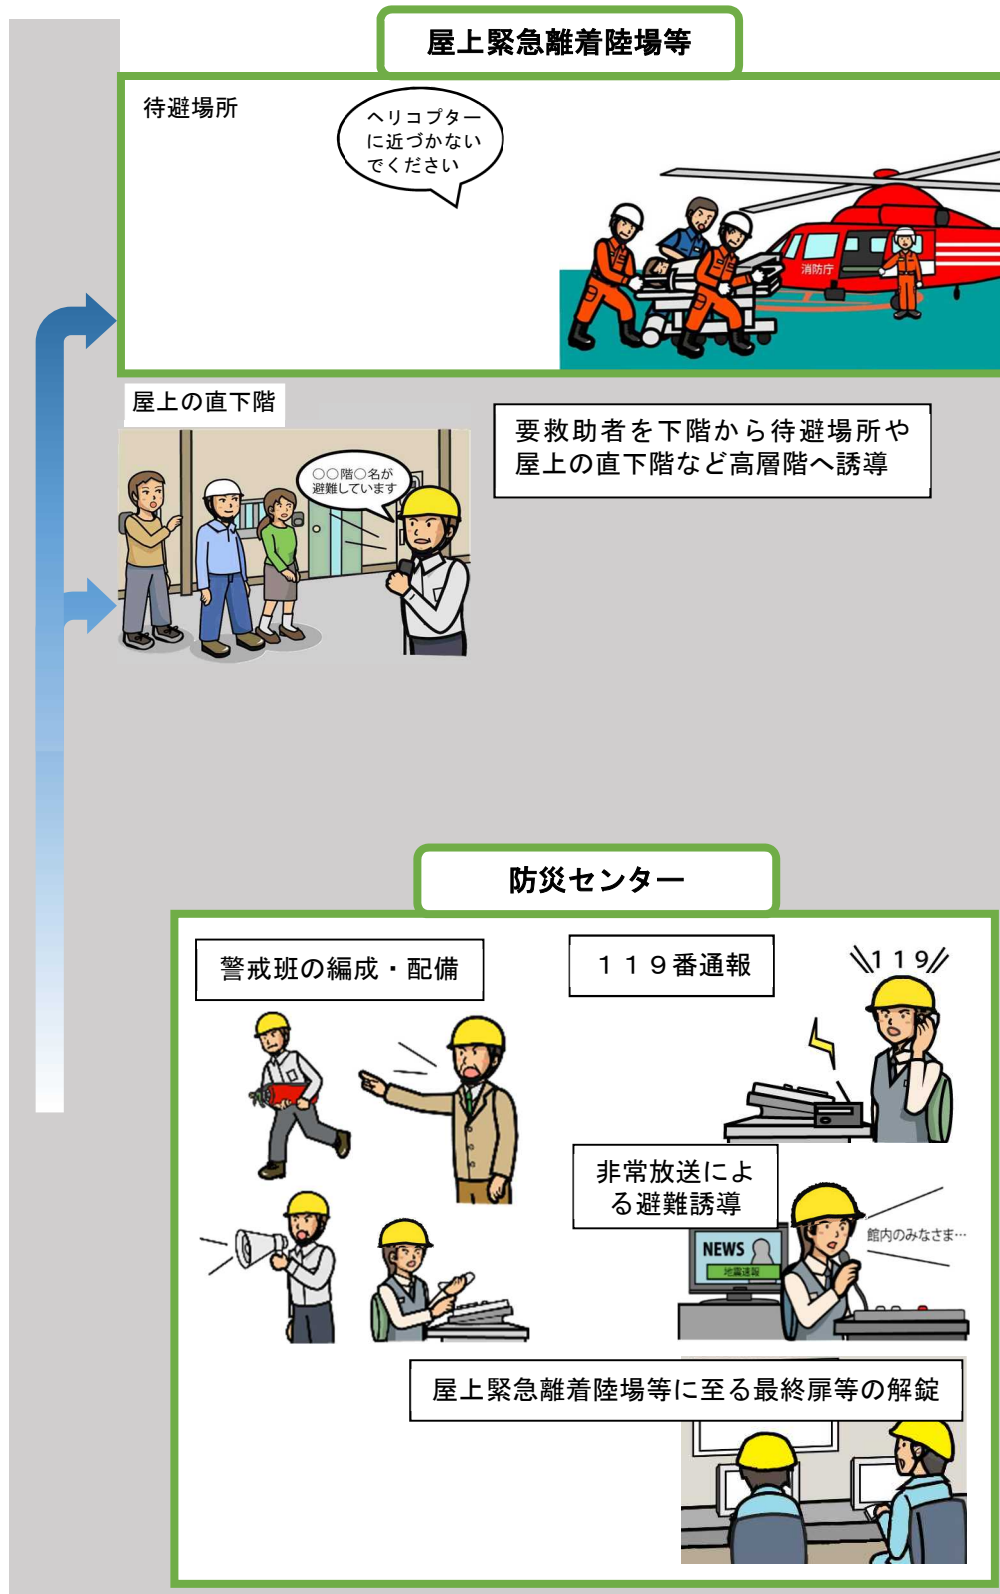 屋上緊急離着陸場等
待避場所
ヘリコプター
に近づかない
でください
消防庁
屋上の直下階
〇〇階〇名が
避難しています
要救助者を下階から待避場所や
屋上の直下階など高層階へ誘導
防災センター
警戒班の編成・配備
１１９番通報
119
非常放送によ
る避難誘導
館内のみなさま…
NEWS
地震速報
屋上緊急離着陸場等に至る最終扉等の解錠